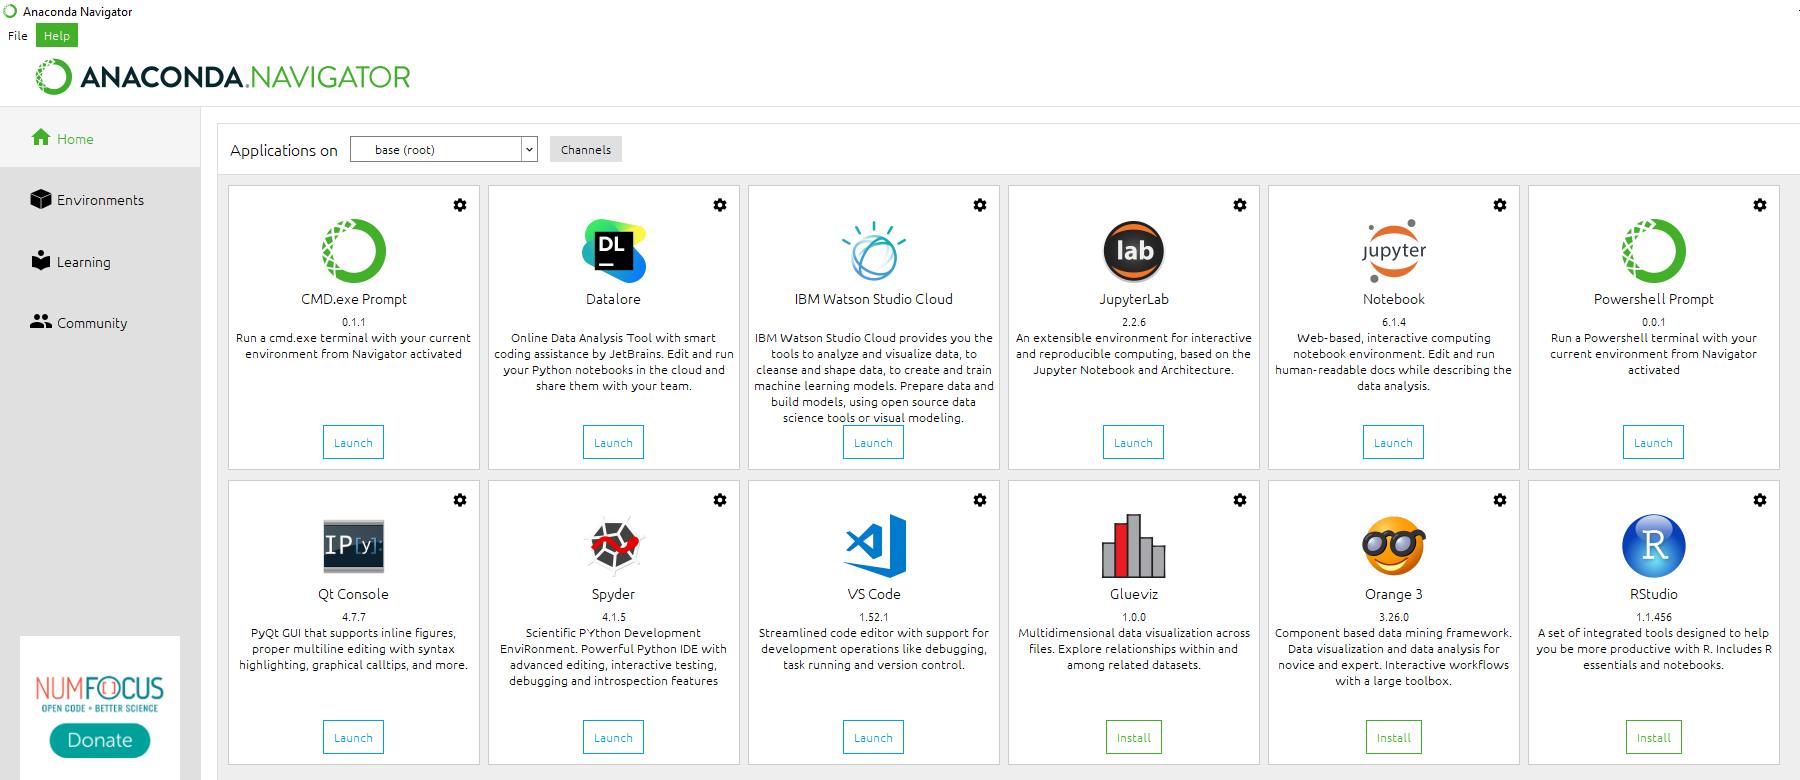 Anaconda Navigator
File Help
ANACONDA.NAVIGATOR
Home
Environments
Learning
Community
NUMFOCUS
OPEN CODE = BETTER SCIENCE
Donate
Applications on base (root) Channels
CMD.exe Prompt
0.1.1
Run a cmd.exe terminal with your current
environment from Navigator activated
Launch
DL
Datalore
Online Data Analysis Tool with smart
coding assistance by JetBrains. Edit and run
your Python notebooks in the cloud and
share them with your team.
Launch
IBM Watson Studio Cloud
IBM Watson Studio Cloud provides you the
tools to analyze and visualize data, to
cleanse and shape data, to create and train
machine learning models. Prepare data and
build models, using open source data
science tools or visual modeling.
Launch
lab
JupyterLab
2.2.6
An extensible environment for interactive
and reproducible computing, based on the
Jupyter Notebook and Architecture.
Launch
jupyter
Notebook
6.1.4
Web-based, interactive computing
notebook environment. Edit and run
human-readable docs while describing the
data analysis.
Launch
Powershell Prompt
0.0.1
Run a Powershell terminal with your
current environment from Navigator
activated
Launch
IP[y]:
Qt Console
4.7.7
PyQt GUI that supports inline figures,
proper multiline editing with syntax
highlighting, graphical calltips, and more.
Launch
Spyder
4.1.5
Scientific PYthon Development
EnviRonment. Powerful Python IDE with
advanced editing, interactive testing,
debugging and introspection features
Launch
VS Code
1.52.1
Streamlined code editor with support for
development operations like debugging,
task running and version control.
Launch
Glueviz
1.0.0
Multidimensional data visualization across
files. Explore relationships within and
among related datasets.
Install
Orange 3
3.26.0
Component based data mining framework.
Data visualization and data analysis for
novice and expert. Interactive workflows
with a large toolbox.
Install
R
RStudio
1.1.456
A set of integrated tools designed to help
you be more productive with R. Includes R
essentials and notebooks.
Install